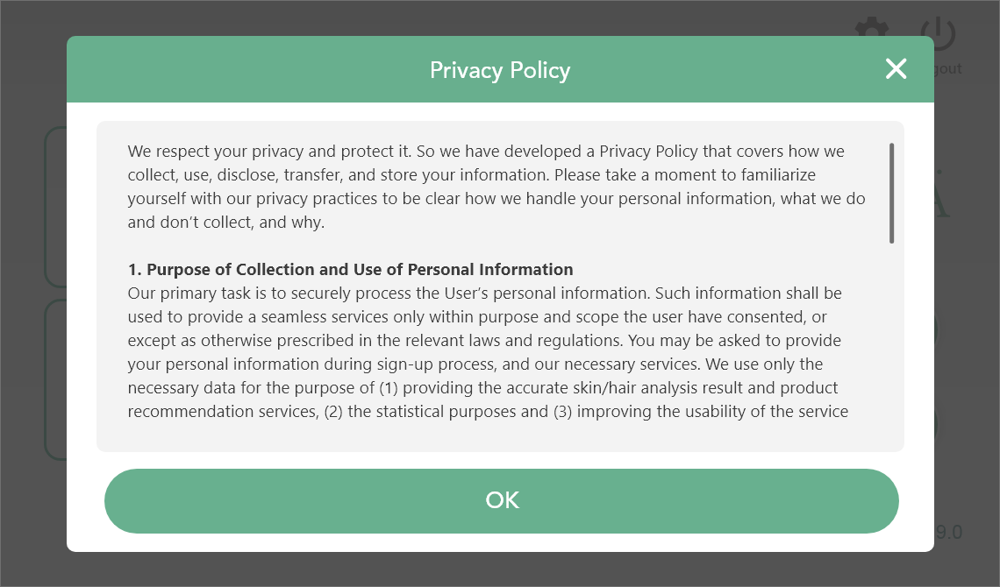 Privacy Policy
We respect your privacy and protect it. So we have developed a Privacy Policy that covers how we
collect, use, disclose, transfer, and store your information. Please take a moment to familiarize
yourself with our privacy practices to be clear how we handle your personal information, what we do
and don’t collect, and why.
1. Purpose of Collection and Use of Personal Information
Our primary task is to securely process the User’s personal information. Such information shall be
used to provide a seamless services only within purpose and scope the user have consented, or
except as otherwise prescribed in the relevant laws and regulations. You may be asked to provide
your personal information during sign-up process, and our necessary services. We use only the
necessary data for the purpose of (1) providing the accurate skin/hair analysis result and product
recommendation services, (2) the statistical purposes and (3) improving the usability of the service
OK
9.0